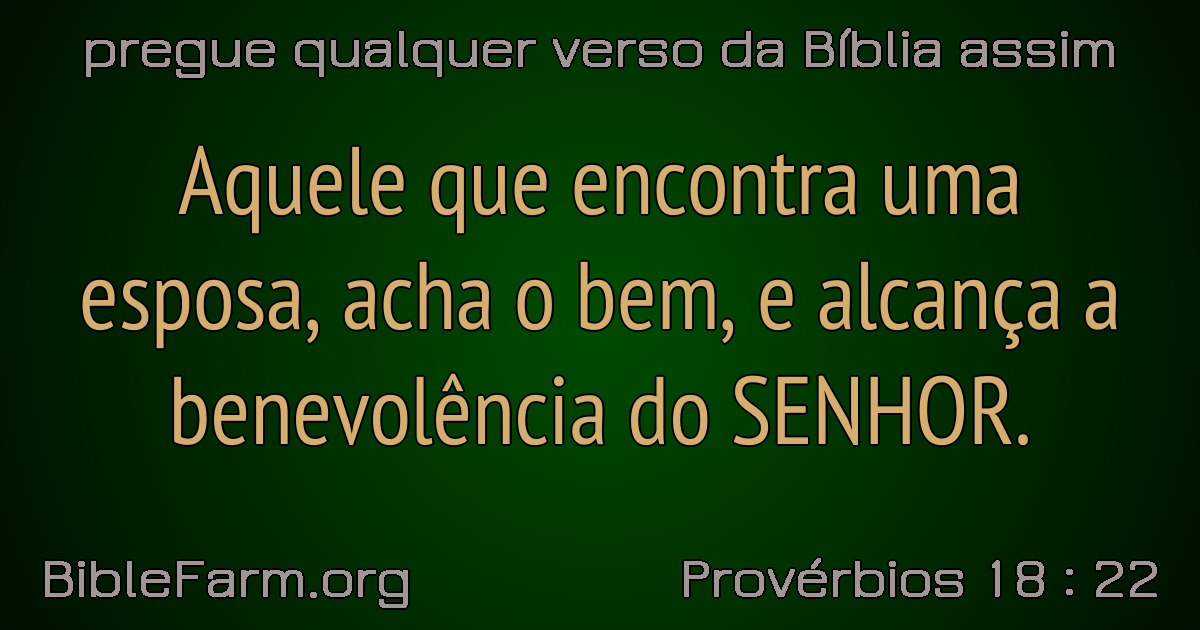 pregue qualquer verso da Bíblia assim
Aquele que encontra uma
esposa, acha o bem, e alcança a
benevolência do SENHOR.
BibleFarm.org
Provérbios 18 : 22